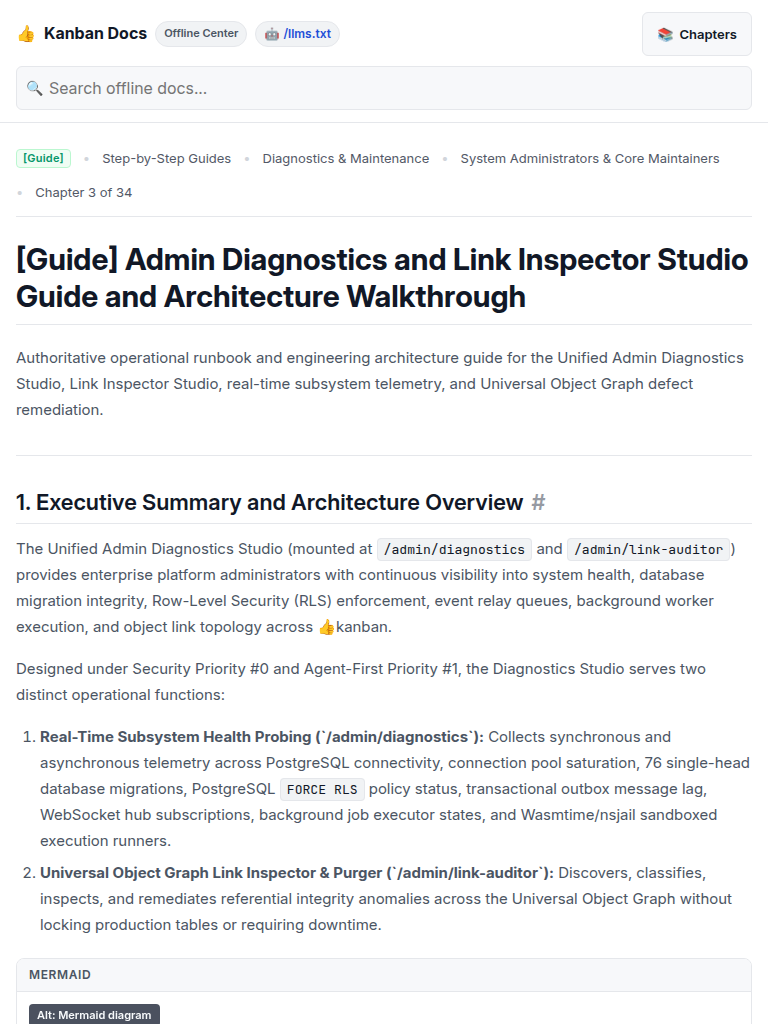 👍 Kanban Docs Offline Center 🤖 /llms.txt 📚 Chapters
🔍 Search offline docs...
[Guide] • Step-by-Step Guides • Diagnostics & Maintenance • System Administrators & Core Maintainers
• Chapter 3 of 34
[Guide] Admin Diagnostics and Link Inspector Studio
Guide and Architecture Walkthrough
Authoritative operational runbook and engineering architecture guide for the Unified Admin Diagnostics
Studio, Link Inspector Studio, real-time subsystem telemetry, and Universal Object Graph defect
remediation.
1. Executive Summary and Architecture Overview #
The Unified Admin Diagnostics Studio (mounted at /admin/diagnostics and /admin/link-auditor)
provides enterprise platform administrators with continuous visibility into system health, database
migration integrity, Row-Level Security (RLS) enforcement, event relay queues, background worker
execution, and object link topology across 👍kanban.
Designed under Security Priority #0 and Agent-First Priority #1, the Diagnostics Studio serves two
distinct operational functions:
1. Real-Time Subsystem Health Probing (`/admin/diagnostics`): Collects synchronous and
asynchronous telemetry across PostgreSQL connectivity, connection pool saturation, 76 single-head
database migrations, PostgreSQL FORCE RLS policy status, transactional outbox message lag,
WebSocket hub subscriptions, background job executor states, and Wasmtime/nsjail sandboxed
execution runners.
2. Universal Object Graph Link Inspector & Purger (`/admin/link-auditor`): Discovers, classifies,
inspects, and remediates referential integrity anomalies across the Universal Object Graph without
locking production tables or requiring downtime.
MERMAID
Alt: Mermaid diagram